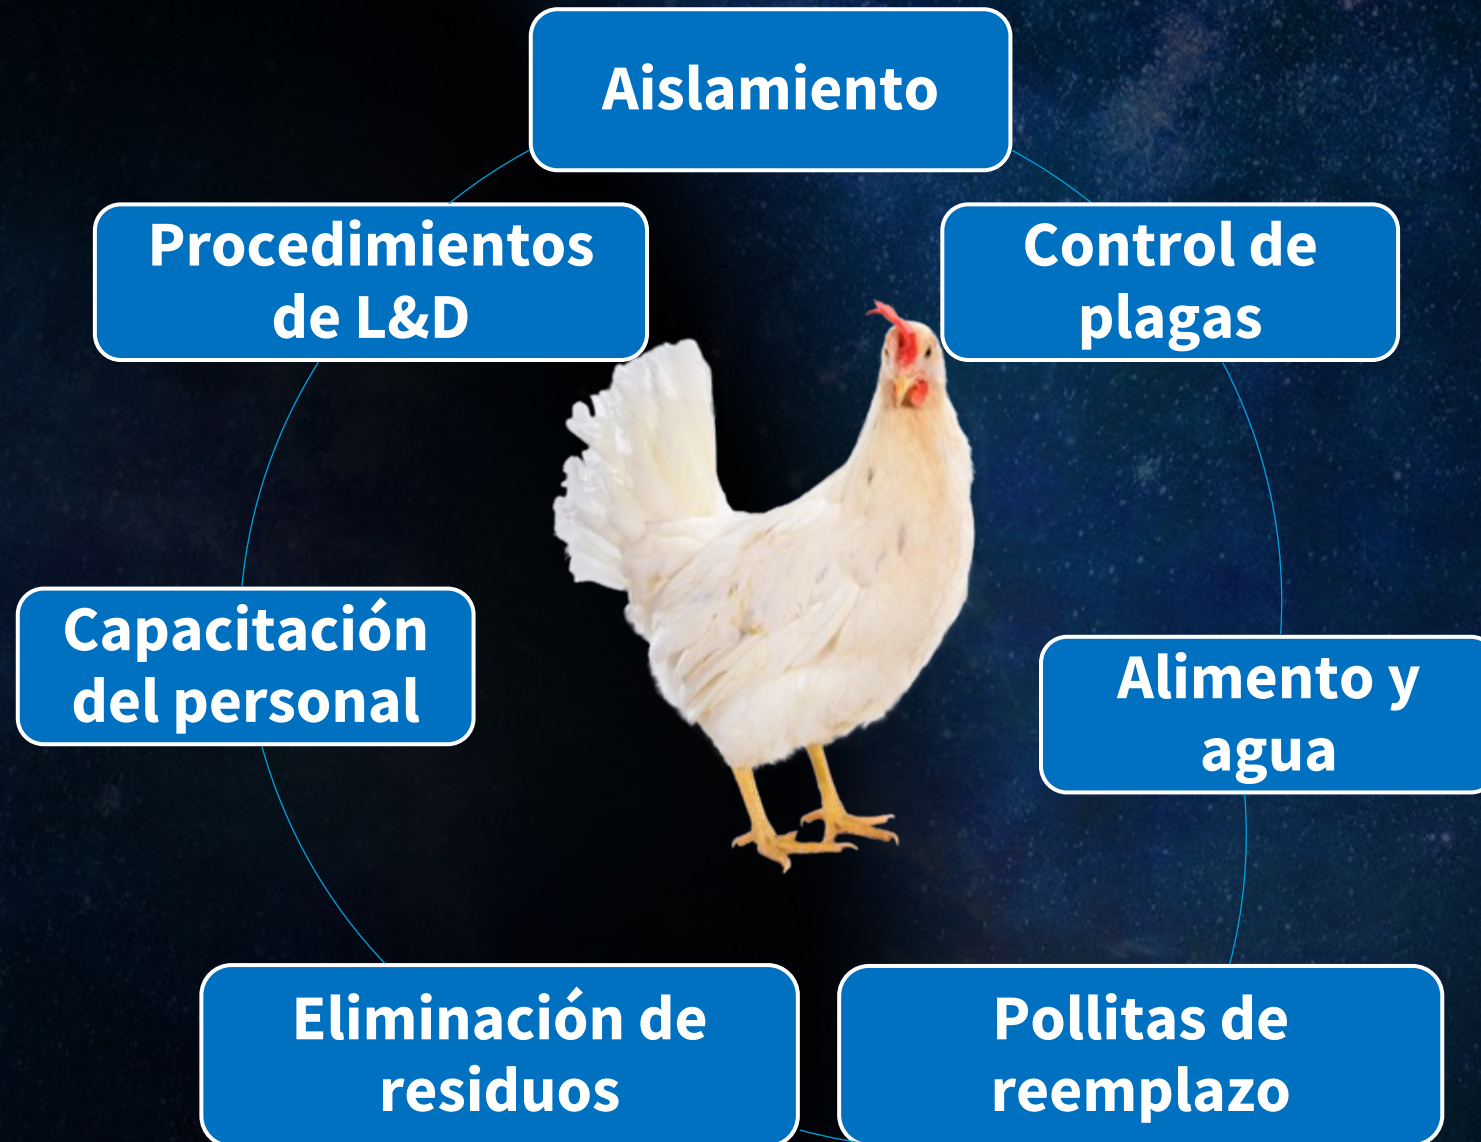 Aislamiento
Procedimientos
de L&D
Control de
plagas
Capacitación
del personal
Alimento y
agua
Eliminación de
residuos
Pollitas de
reemplazo